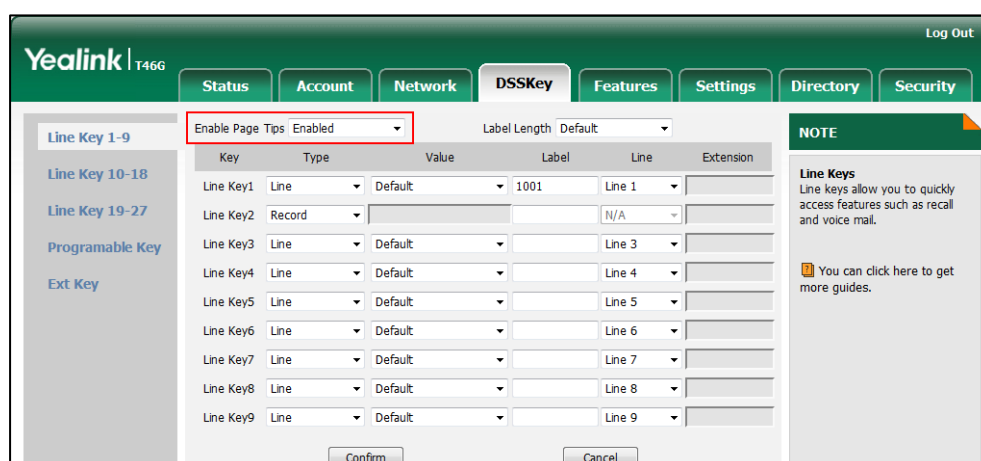 Log Out
Yealink T46G
Status Account Network DSSKey Features Settings Directory Security
Line Key 1-9
Line Key 10-18
Line Key 19-27
Programable Key
Ext Key
Enable Page Tips Enabled Label Length Default
Key Type Value Label Line Extension
Line Key1 Line Default 1001 Line 1
Line Key2 Record N/A
Line Key3 Line Default Line 3
Line Key4 Line Default Line 4
Line Key5 Line Default Line 5
Line Key6 Line Default Line 6
Line Key7 Line Default Line 7
Line Key8 Line Default Line 8
Line Key9 Line Default Line 9
Confirm Cancel
NOTE
Line Keys
Line keys allow you to quickly
access features such as recall
and voice mail.
? You can click here to get
more guides.